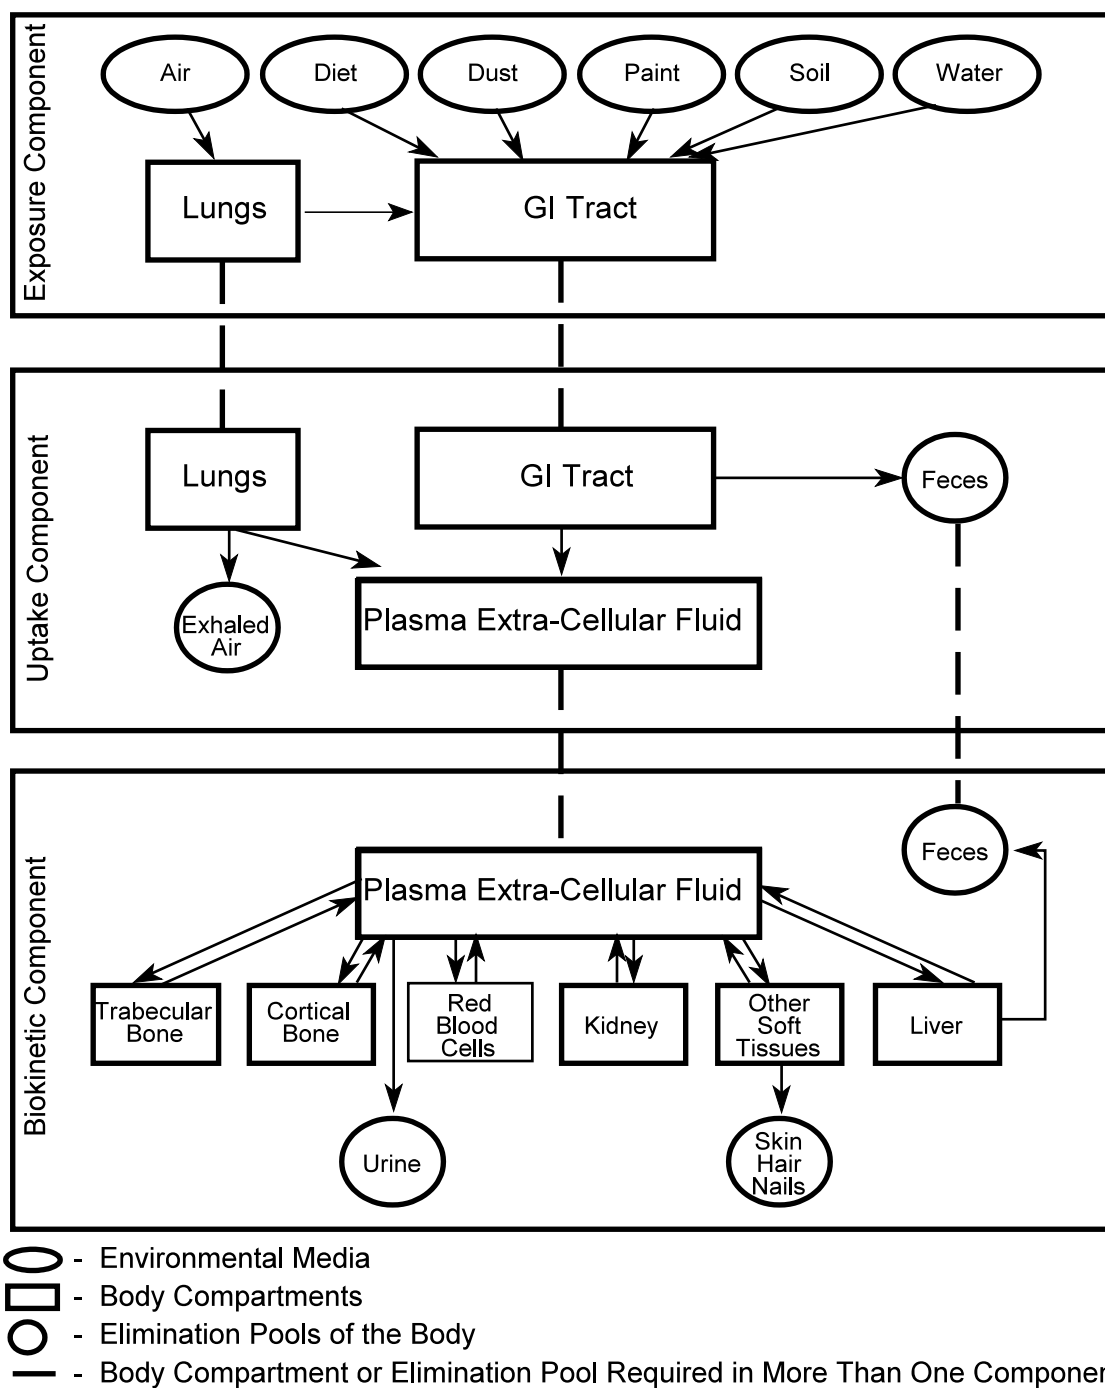 Exposure Component
Air
Diet
Dust
Paint
Soil
Water
Lungs
GI Tract
Uptake Component
Lungs
GI Tract
Feces
Exhaled
Air
Plasma Extra-Cellular Fluid
Biokinetic Component
Feces
Plasma Extra-Cellular Fluid
Trabecular
Bone
Cortical
Bone
Red
Blood
Cells
Kidney
Other
Soft
Tissues
Liver
Urine
Skin
Hair
Nails
- Environmental Media
- Body Compartments
- Elimination Pools of the Body
- Body Compartment or Elimination Pool Required in More Than One Componen